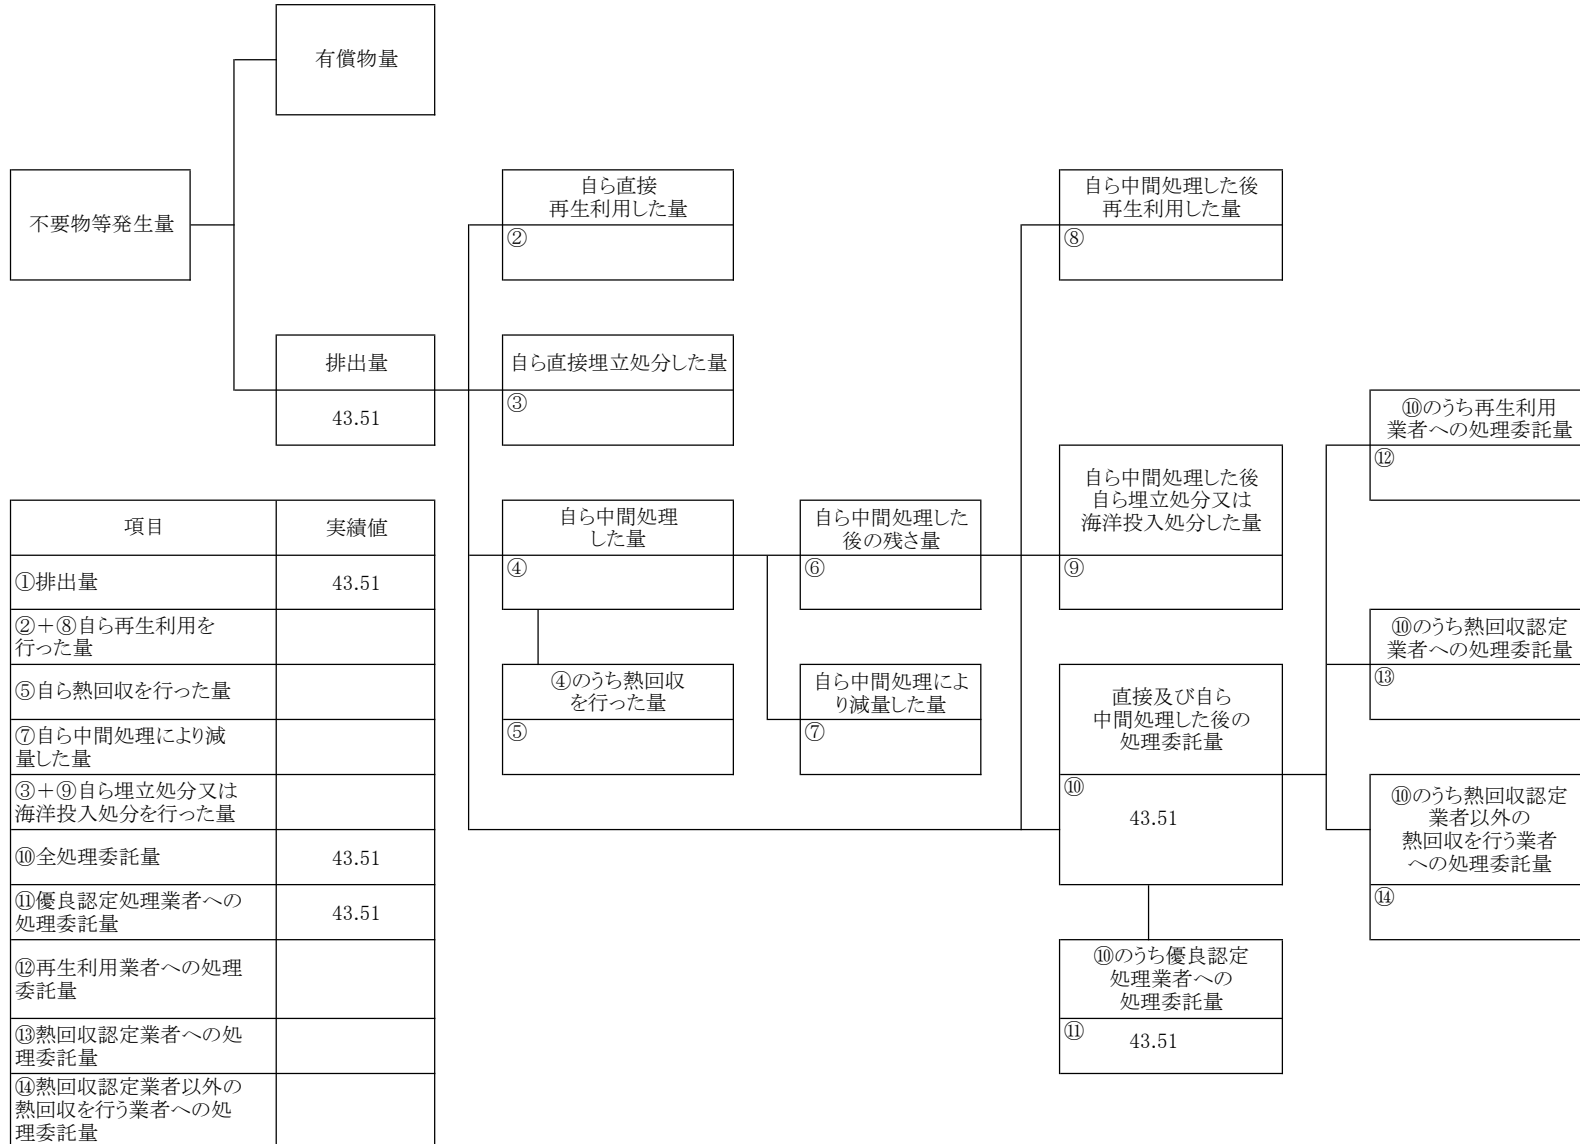 有償物量
不要物等発生量
自ら直接
再生利用した量
②
自ら中間処理した後
再生利用した量
⑧
排出量
43.51
自ら直接埋立処分した量
③
⑩のうち再生利用
業者への処理委託量
⑫
自ら中間処理した後
自ら埋立処分又は
海洋投入処分した量
⑨
自ら中間処理
した量
④
自ら中間処理した
後の残さ量
⑥
⑩のうち熱回収認定
業者への処理委託量
⑬
④のうち熱回収
を行った量
⑤
自ら中間処理によ
り減量した量
⑦
直接及び自ら
中間処理した後の
処理委託量
⑩
43.51
⑩のうち熱回収認定
業者以外の
熱回収を行う業者
への処理委託量
⑭
⑩のうち優良認定
処理業者への
処理委託量
⑪
43.51
項目
実績値
①排出量
43.51
②+⑧自ら再生利用を
行った量
⑤自ら熱回収を行った量
⑦自ら中間処理により減
量した量
③+⑨自ら埋立処分又は
海洋投入処分を行った量
⑩全処理委託量
43.51
⑪優良認定処理業者への
処理委託量
43.51
⑫再生利用業者への処理
委託量
⑬熱回収認定業者への処
理委託量
⑭熱回収認定業者以外の
熱回収を行う業者への処
理委託量